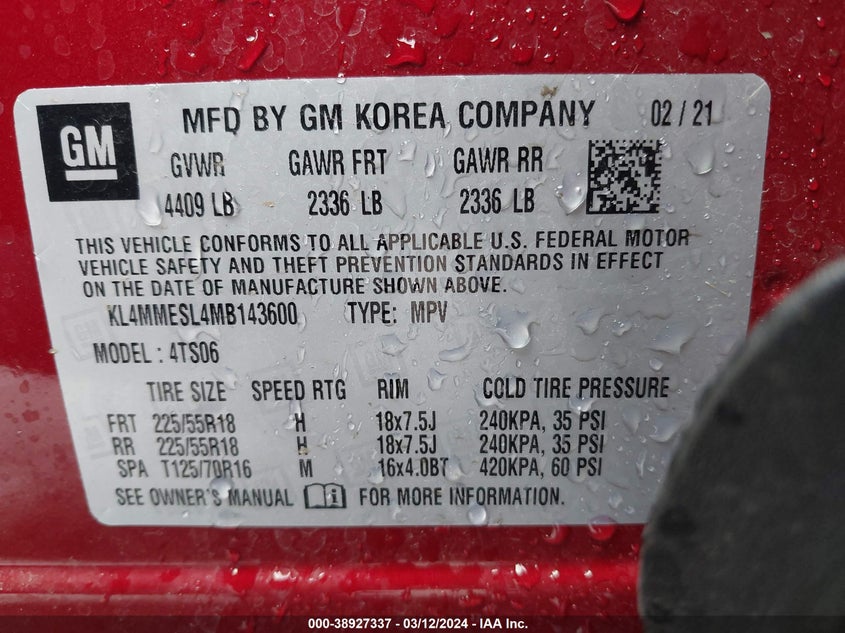 GM MFD BY GM KOREA COMPANY 02/21
GVWR GAWR FRT GAWR RR
4409 LB 2336 LB 2336 LB
THIS VEHICLE CONFORMS TO ALL APPLICABLE U.S. FEDERAL MOTOR
VEHICLE SAFETY AND THEFT PREVENTION STANDARDS IN EFFECT
ON THE DATE OF MANUFACTURE SHOWN ABOVE.
KL4MMESL4MB143600 TYPE: MPV
MODEL: 4TS06
TIRE SIZE SPEED RTG RIM COLD TIRE PRESSURE
FRT 225/55R18 H 18x7.5J 240KPA, 35 PSI
RR 225/55R18 H 18x7.5J 240KPA, 35 PSI
SPA T125/70R16 M 16x4.0BT 420KPA, 60 PSI
SEE OWNER'S MANUAL FOR MORE INFORMATION.
000-38927337 - 03/12/2024 - IAA Inc.